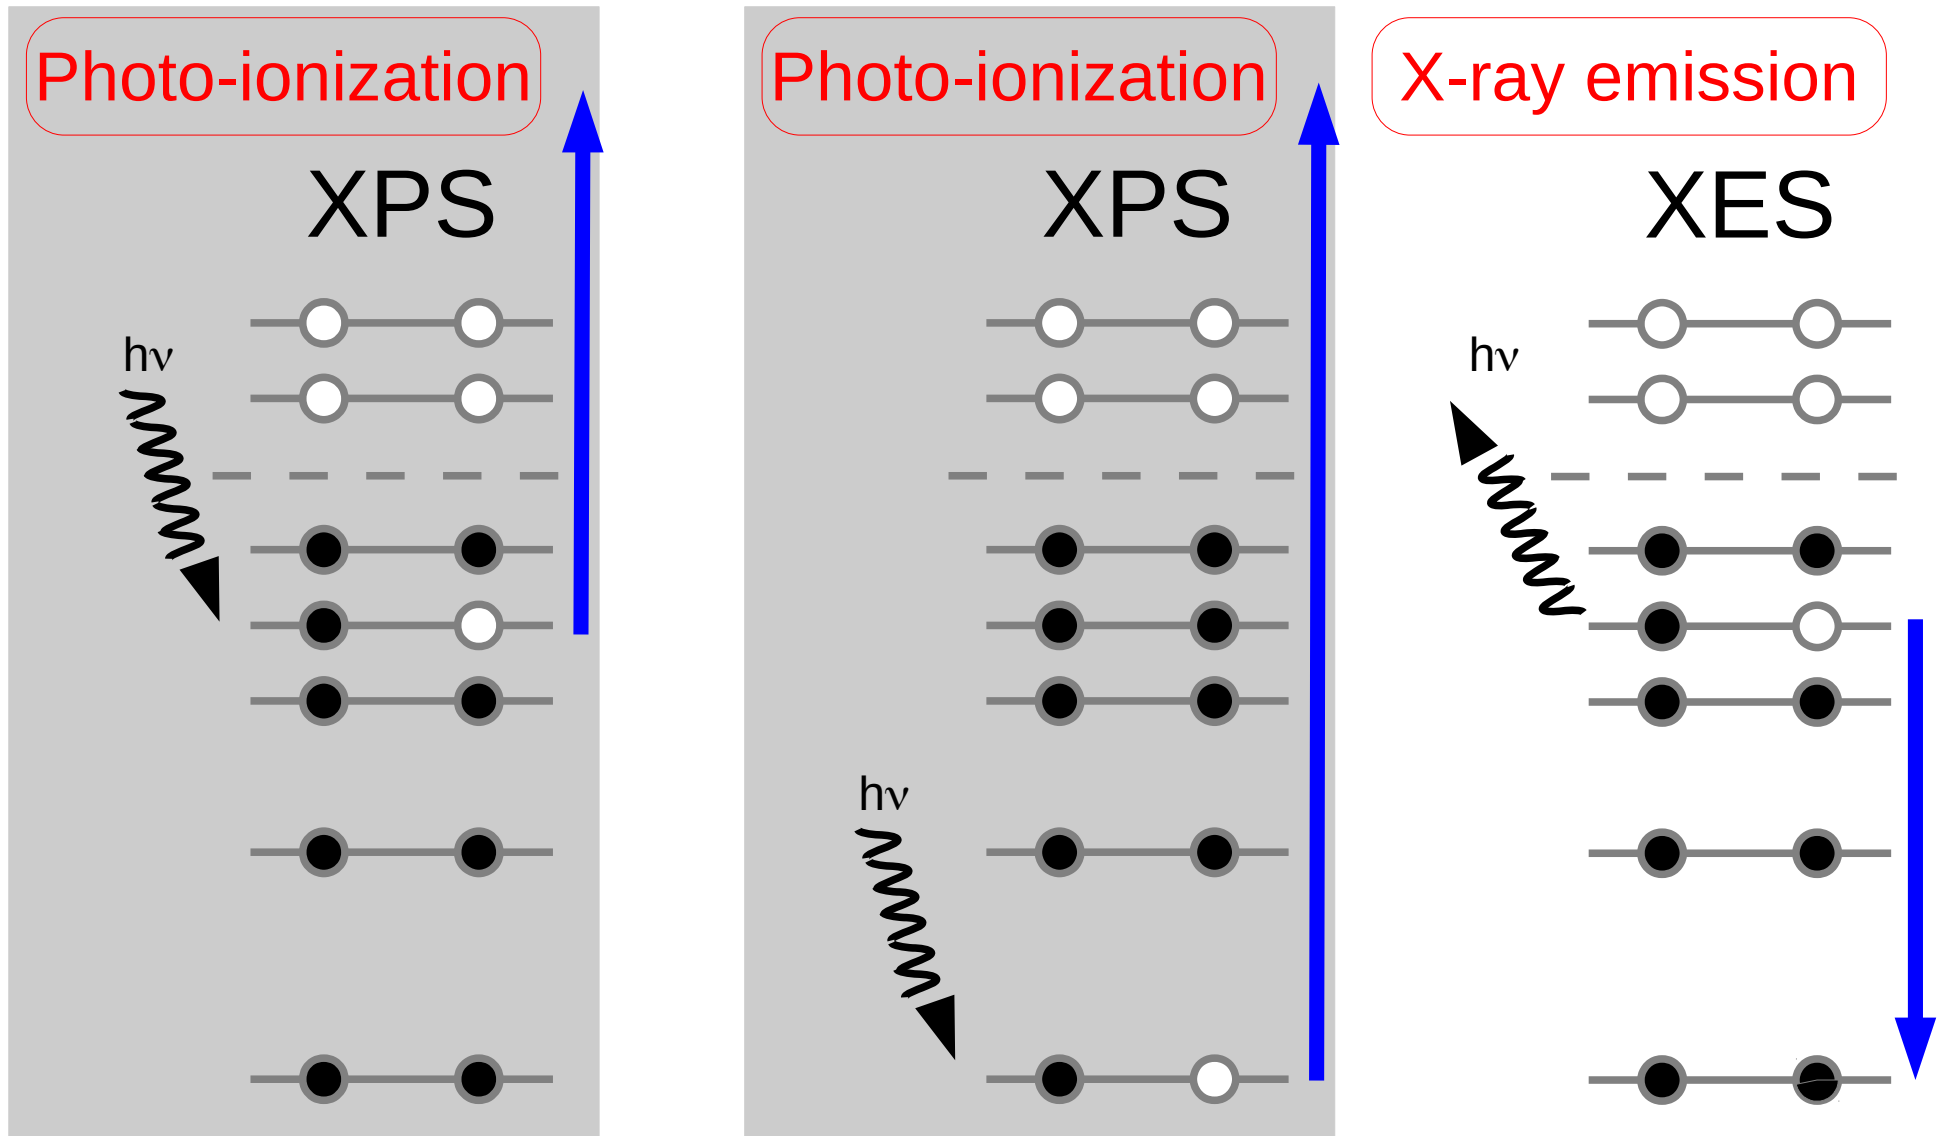 Photo-ionization
XPS
hν
Photo-ionization
XPS
hν
X-ray emission
XES
hν